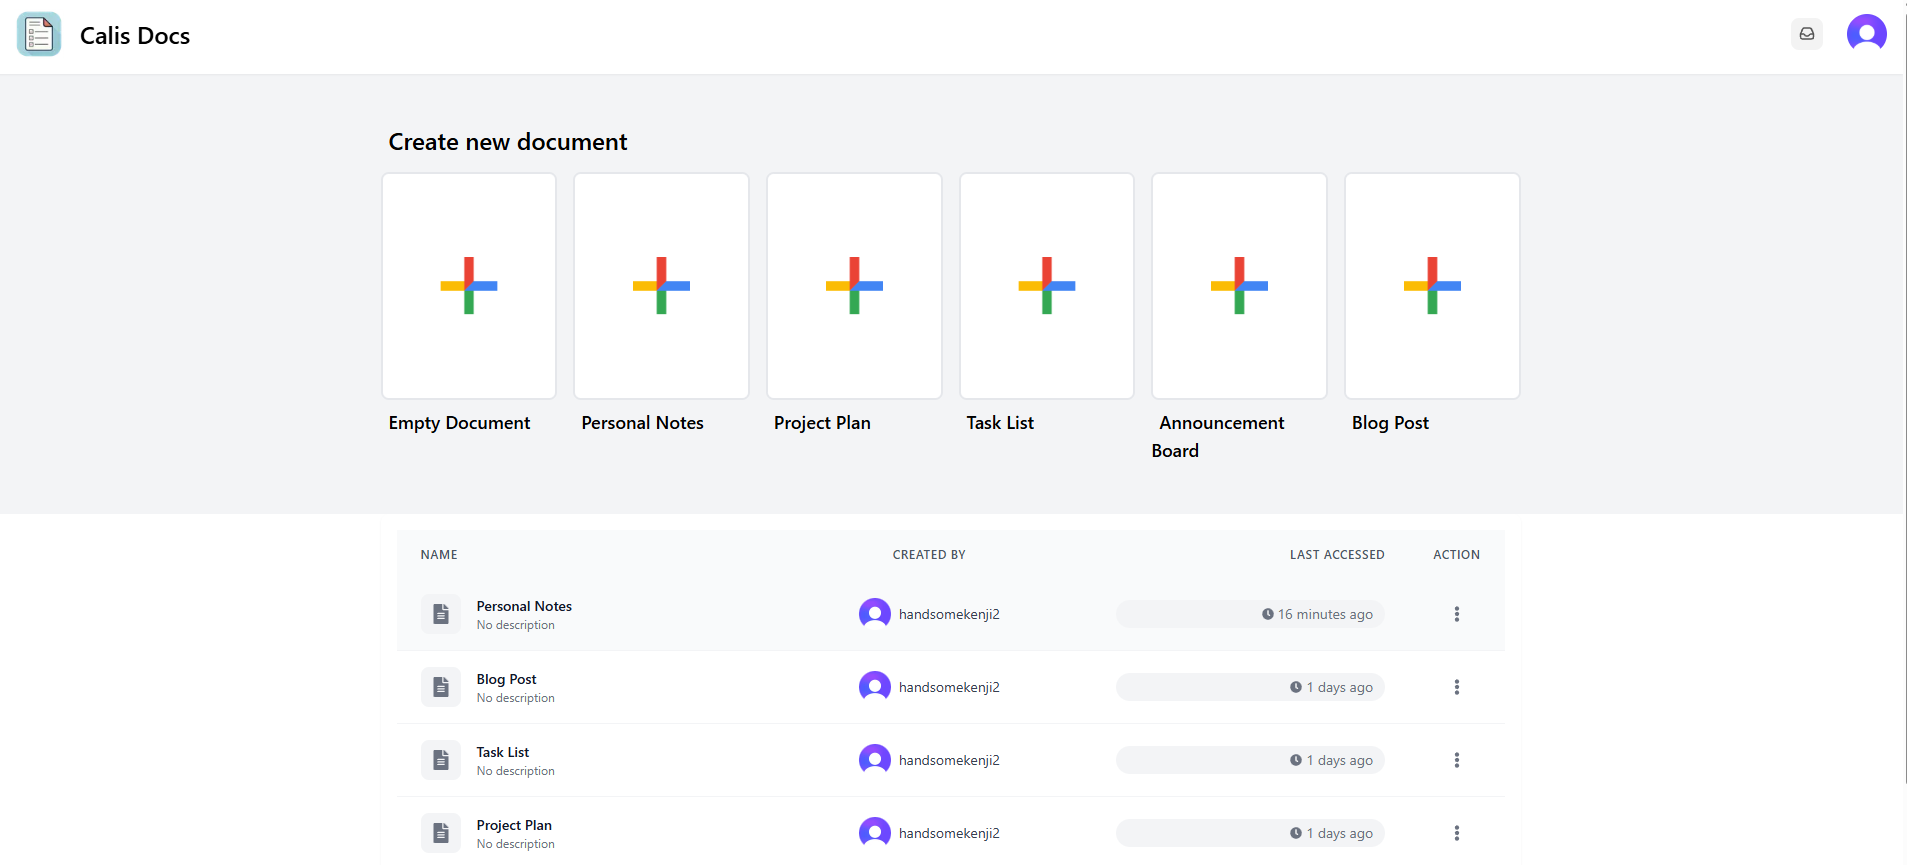 Calis Docs
Create new document
Empty Document
Personal Notes
Project Plan
Task List
Announcement
Board
Blog Post
NAME CREATED BY LAST ACCESSED ACTION
Personal Notes
No description
handsomekenji2
16 minutes ago
Blog Post
No description
handsomekenji2
1 days ago
Task List
No description
handsomekenji2
1 days ago
Project Plan
No description
handsomekenji2
1 days ago